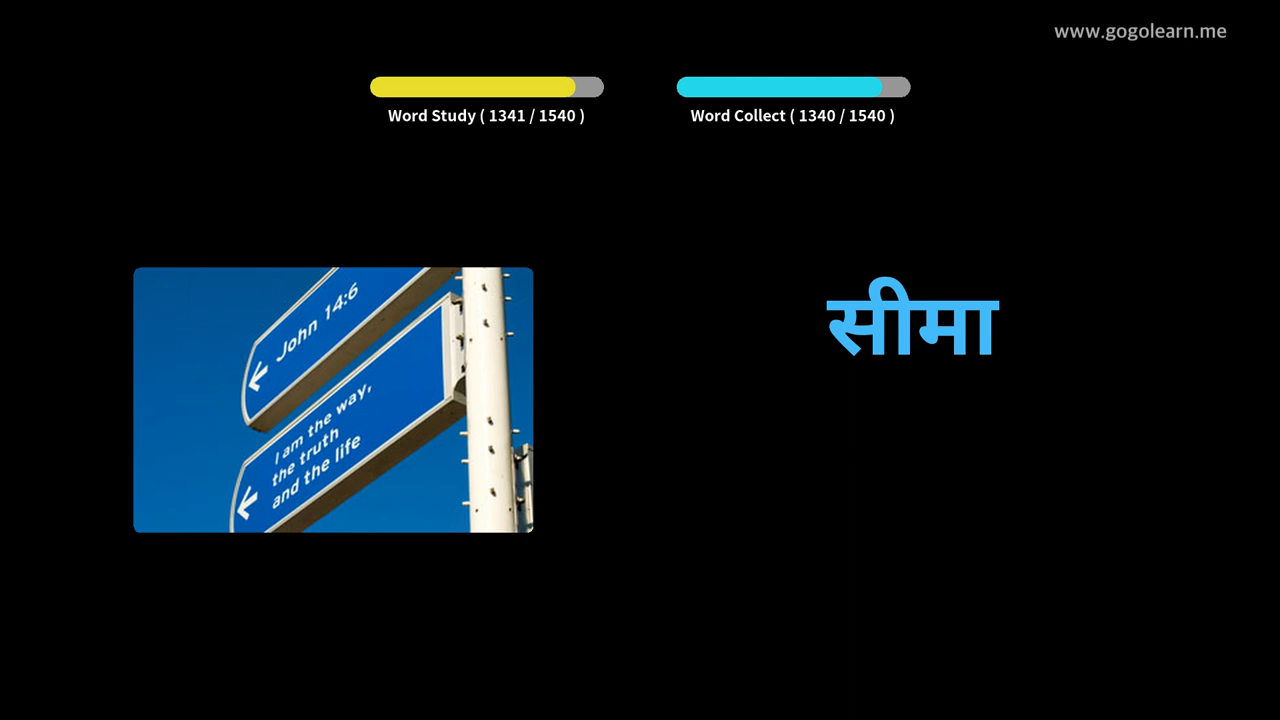 www.gogolearn.me
Word Study ( 1341 / 1540 )
Word Collect ( 1340 / 1540 )
John 14:6
I am the way,
the truth
and the life
सीमा